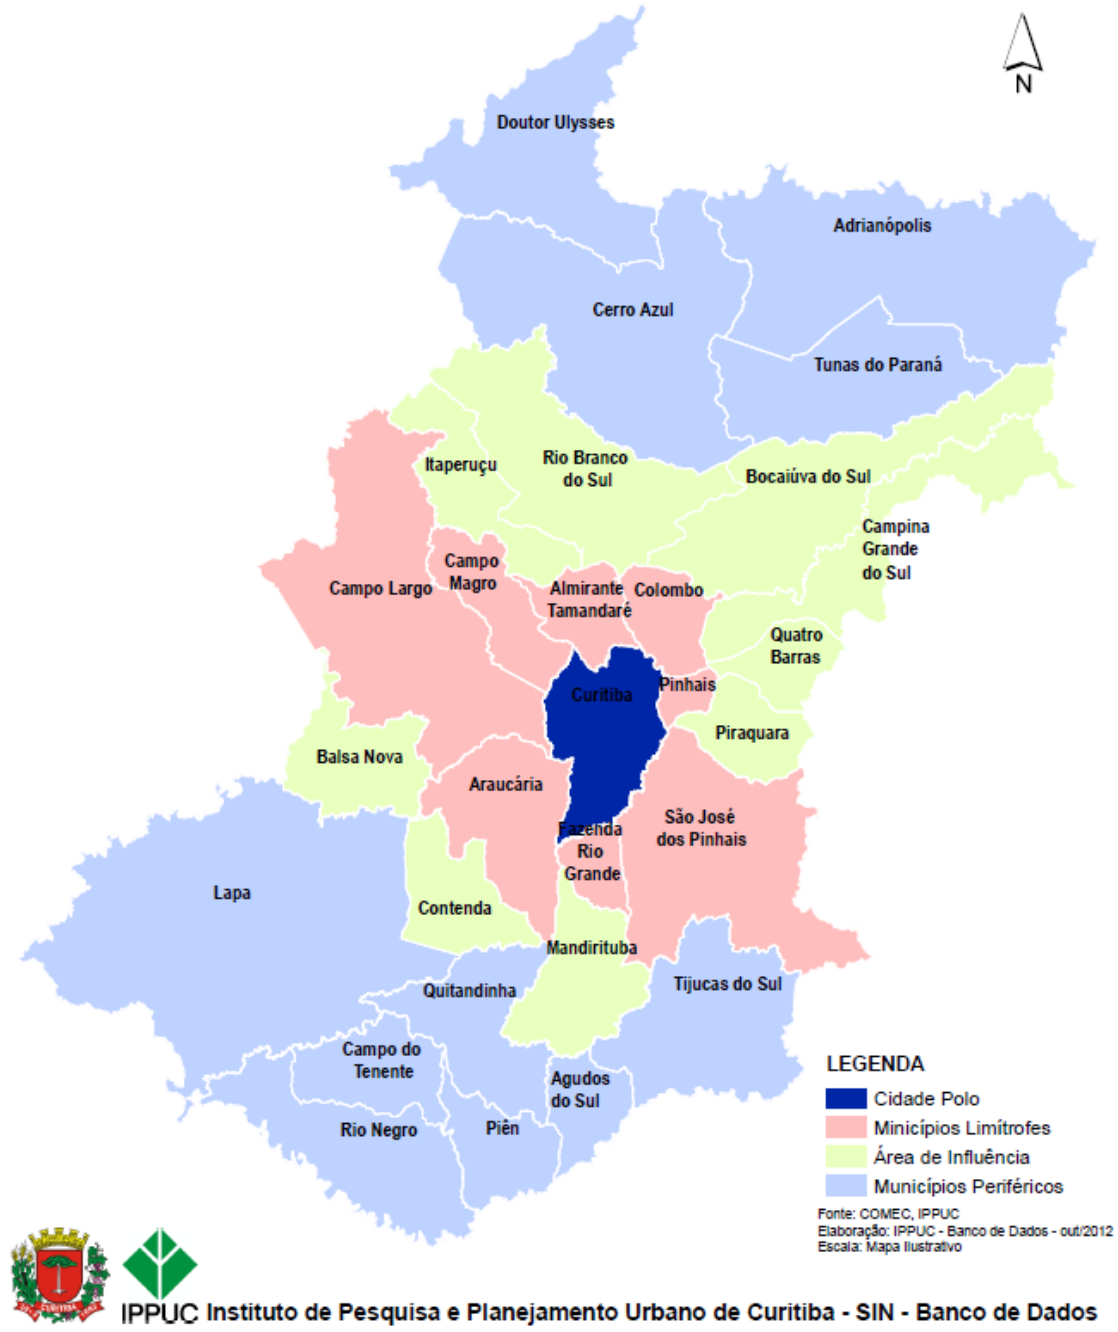 N
Doutor Ulysses
Adrianópolis
Cerro Azul
Tunas do Paraná
Rio Branco
do Sul
Itaperuçu
Bocaiúva do Sul
Campina
Grande
do Sul
Campo
Magro
Campo Largo
Almirante
Tamandaré
Colombo
Quatro
Barras
Pinhais
Curitiba
Piraquara
Balsa Nova
Araucária
São José
dos Pinhais
Fazenda
Rio
Grande
Lapa
Contenda
Mandirituba
Tijucas do Sul
Quitandinha
Campo do
Tenente
Agudos
do Sul
Rio Negro
Piên
LEGENDA
Cidade Polo
Minicípios Limítrofes
Área de Influência
Municípios Periféricos
Fonte: COMEC, IPPUC
Elaboração: IPPUC - Banco de Dados - out/2012
Escala: Mapa Ilustrativo
CURITIBA
IPPUC Instituto de Pesquisa e Planejamento Urbano de Curitiba - SIN - Banco de Dados